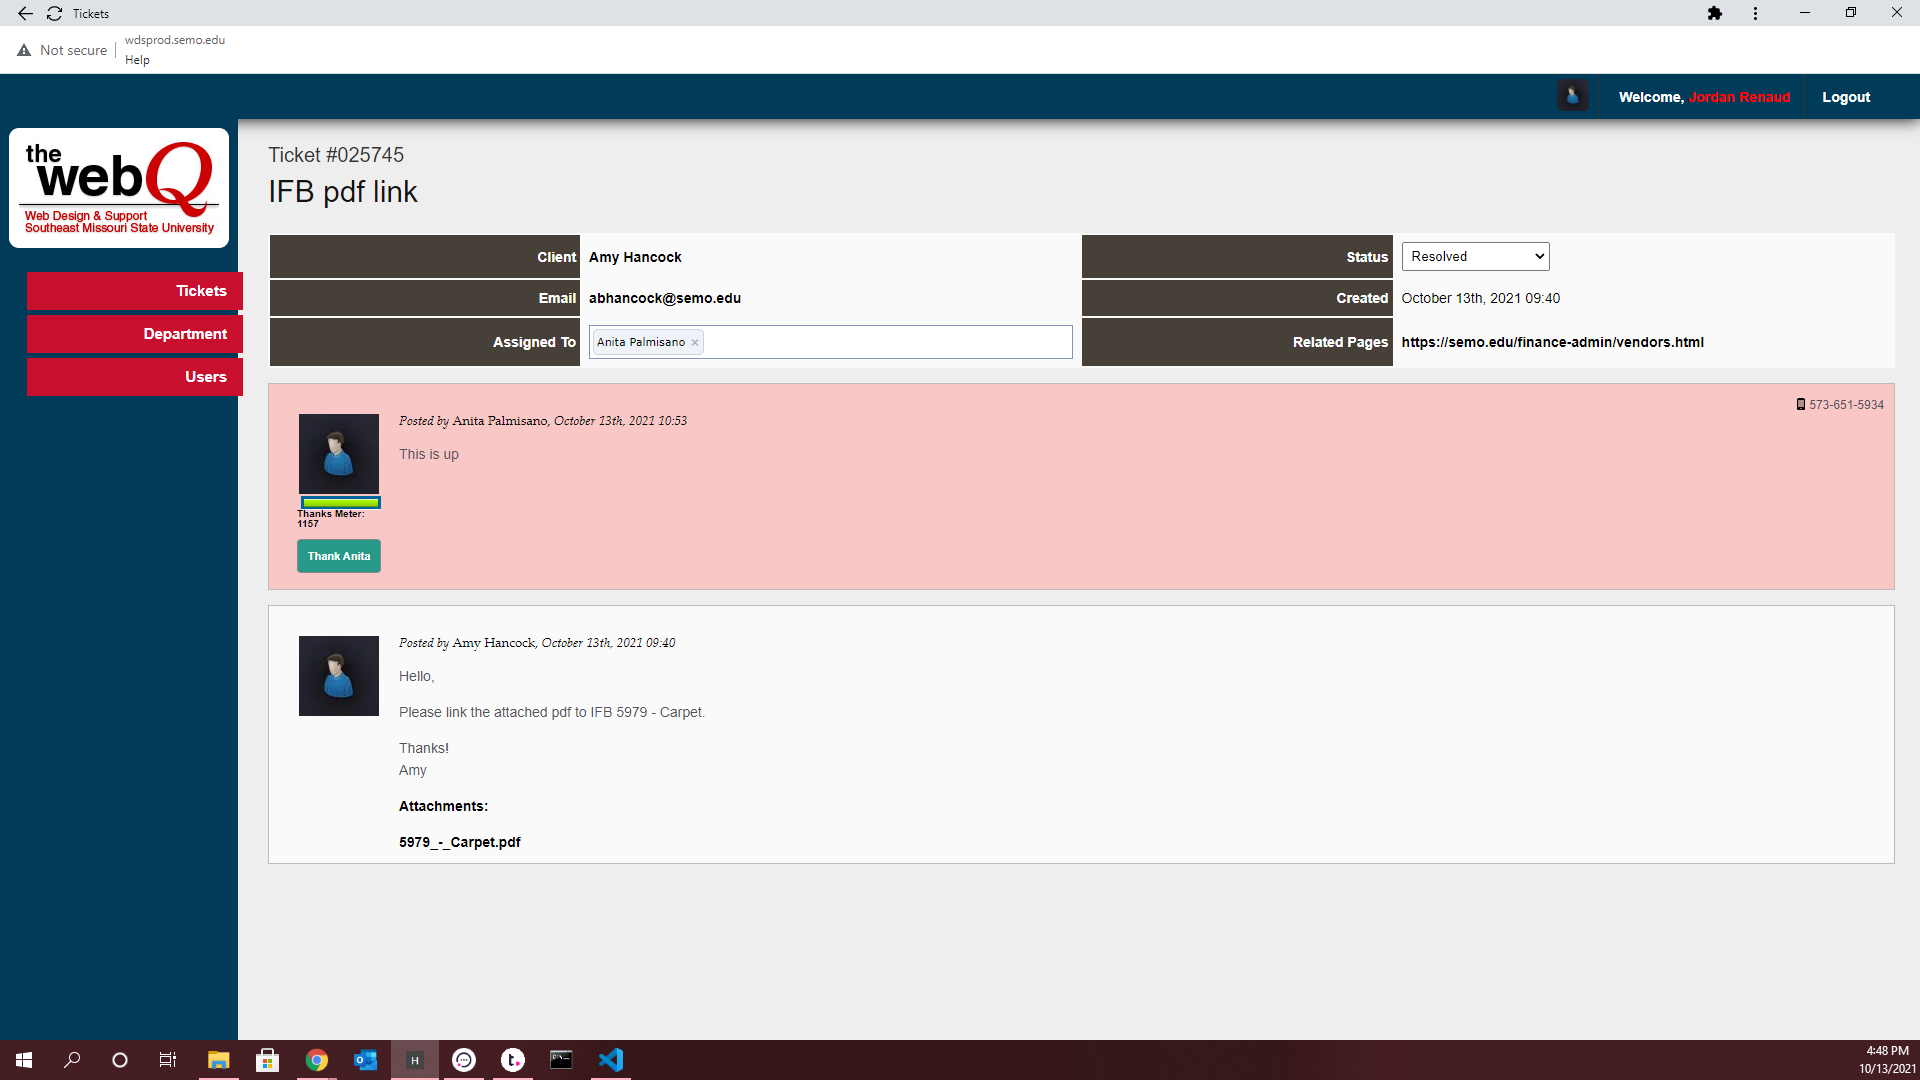 Tickets
Not secure
wdsprod.semo.edu
Help
Welcome, Jordan Renaud
Logout
the
webQ
Web Design & Support
Southeast Missouri State University
Tickets
Department
Users
Ticket #025745
IFB pdf link
Client Amy Hancock Status Resolved
Email abhancock@semo.edu Created October 13th, 2021 09:40
Assigned To Anita Palmisano × Related Pages https://semo.edu/finance-admin/vendors.html
Posted by Anita Palmisano, October 13th, 2021 10:53
573-651-5934
This is up
Thanks Meter:
1157
Thank Anita
Posted by Amy Hancock, October 13th, 2021 09:40
Hello,
Please link the attached pdf to IFB 5979 - Carpet.
Thanks!
Amy
Attachments:
5979_-_Carpet.pdf
H
t.
4:48 PM
10/13/2021